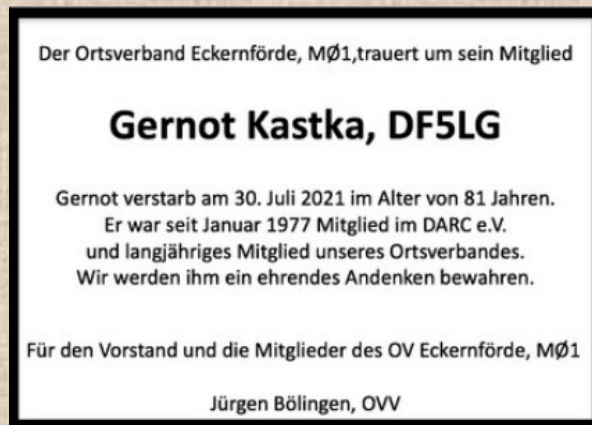 Der Ortsverband Eckernförde, MØ1,trauert um sein Mitglied
Gernot Kastka, DF5LG
Gernot verstarb am 30. Juli 2021 im Alter von 81 Jahren.
Er war seit Januar 1977 Mitglied im DARC e.V.
und langjähriges Mitglied unseres Ortsverbandes.
Wir werden ihm ein ehrendes Andenken bewahren.
Für den Vorstand und die Mitglieder des OV Eckernförde, MØ1
Jürgen Bölingen, OVV